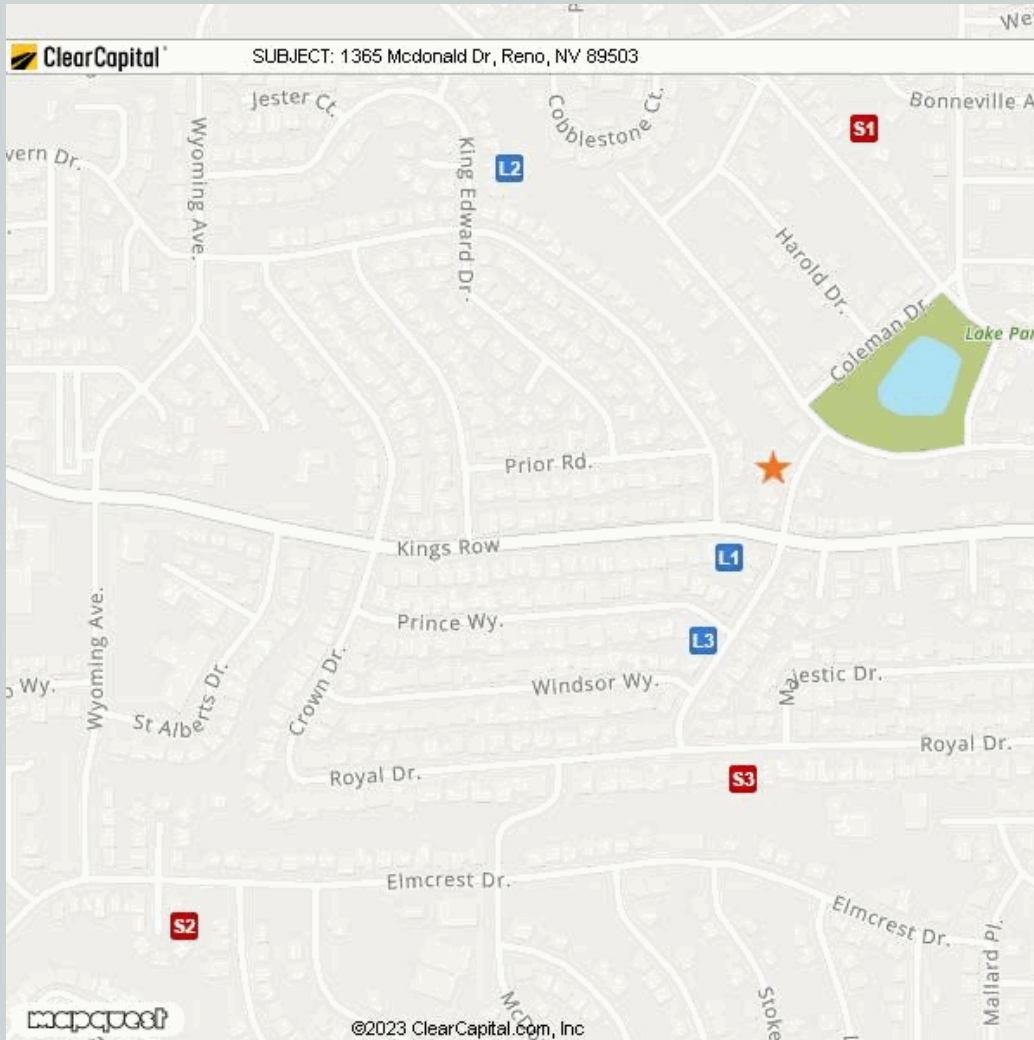 ClearCapital
SUBJECT: 1365 Mcdonald Dr, Reno, NV 89503
Jester Ct.
Cobblestone Ct.
Bonneville A
S1
vern Dr.
Wyoming Ave.
King Edward Dr.
L2
Harold Dr.
Coleman Dr.
Lake Par
Prior Rd.
Kings Row
L1
Prince Wy.
L3
Wyoming Ave.
Windsor Wy.
Majestic Dr.
o Wy.
St Alberts Dr.
Crown Dr.
Royal Dr.
Royal Dr.
S3
Elmcrest Dr.
Elmcrest Dr.
S2
Mallard Pl.
McDo
Stoke
mapquest
©2023 ClearCapital.com, Inc